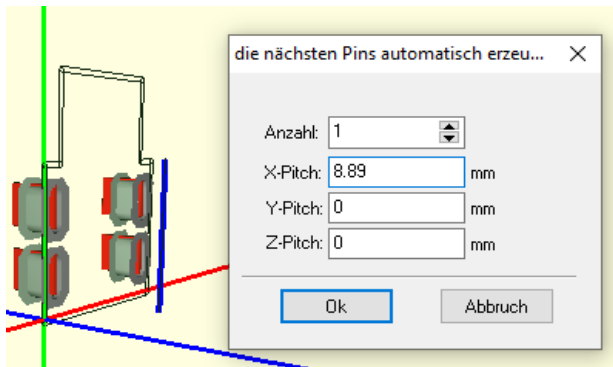 die nächsten Pins automatisch erzeu...
Anzahl: 1
X-Pitch: 8.89 mm
Y-Pitch: 0 mm
Z-Pitch: 0 mm
Ok Abbruch